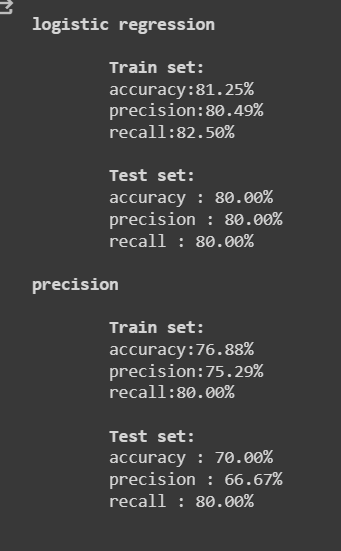 logistic regression
Train set:
accuracy:81.25%
precision:80.49%
recall:82.50%
Test set:
accuracy : 80.00%
precision : 80.00%
recall : 80.00%
precision
Train set:
accuracy:76.88%
precision:75.29%
recall:80.00%
Test set:
accuracy : 70.00%
precision : 66.67%
recall : 80.00%